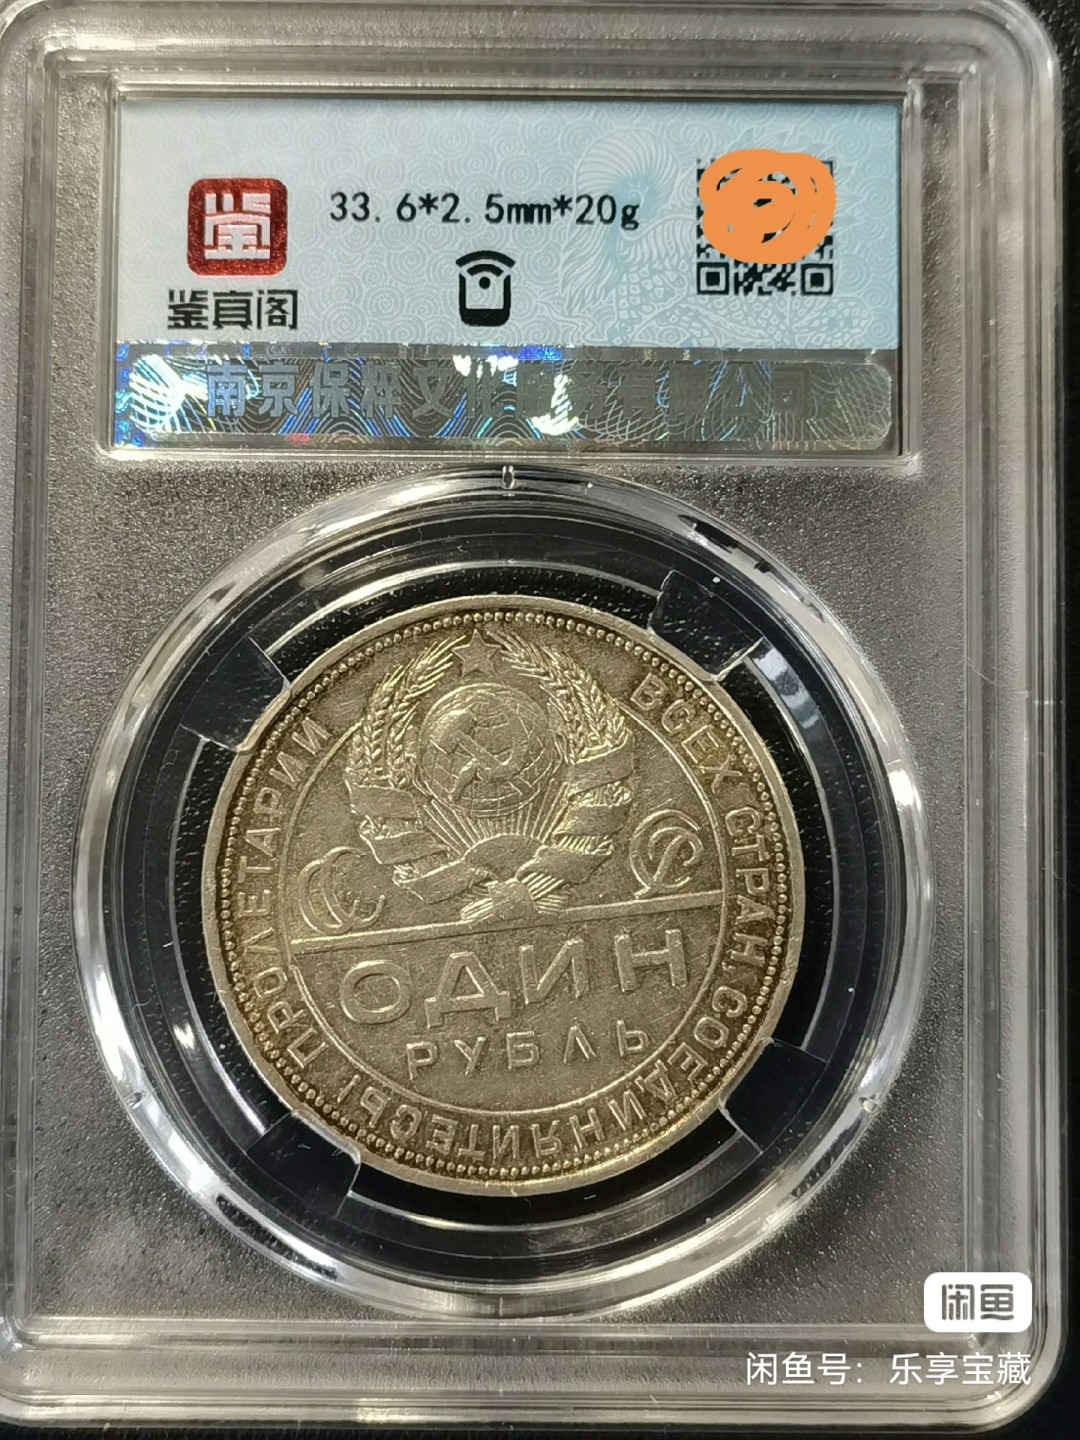 鉴
33.6*2.5mm*20g
鉴真阁
南京保粹文化服务有限公司
ПРОЛЕТАРИИ ВСЕХ СТРАН, СОЕДИНЯЙТЕСЬ!
СССР
ОДИН
РУБЛЬ
闲鱼
闲鱼号：乐享宝藏